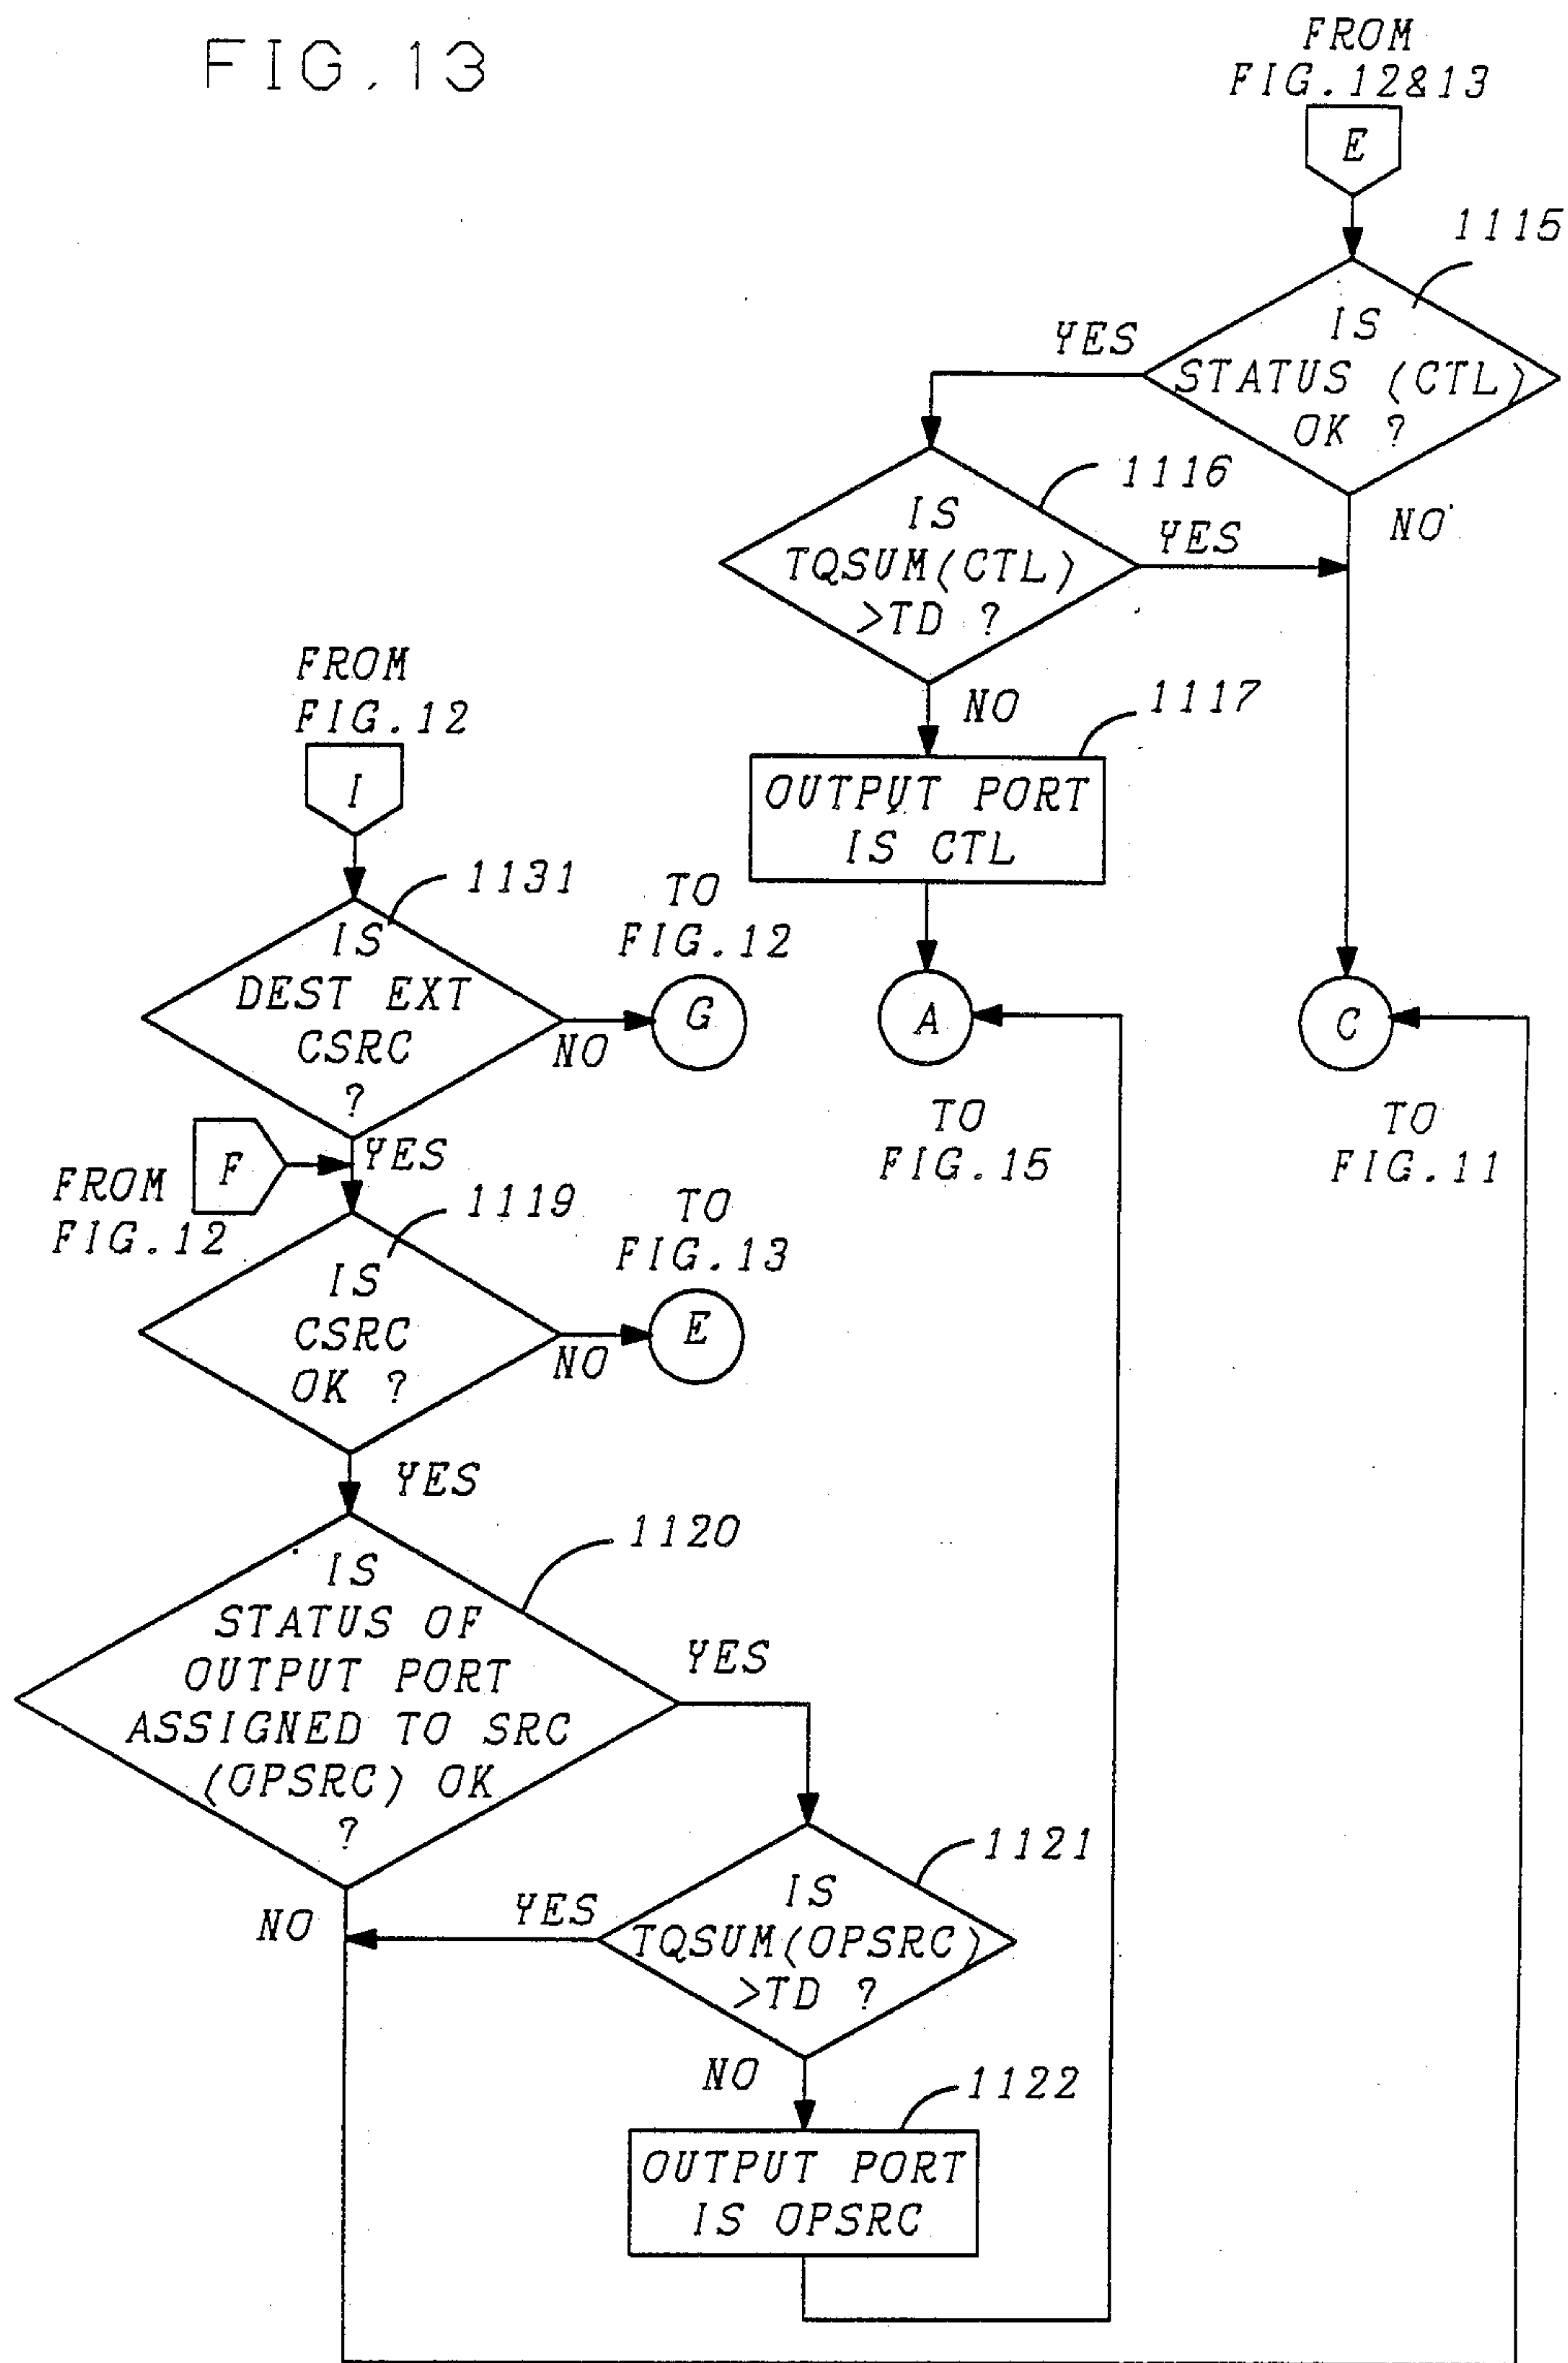 FIG.13
FROM
FIG.12&13
E
1115
IS
STATUS (CTL)
OK ?
YES
NO
1116
IS
TQSUM(CTL)
>TD ?
YES
NO
1117
OUTPUT PORT
IS CTL
A
TO
FIG.15
C
TO
FIG.11
FROM
FIG.12
I
1131
IS
DEST EXT
CSRC
?
NO
TO
FIG.12
G
YES
FROM
FIG.12
F
1119
IS
CSRC
OK ?
NO
TO
FIG.13
E
YES
1120
IS
STATUS OF
OUTPUT PORT
ASSIGNED TO SRC
(OPSRC) OK
?
YES
NO
1121
IS
TQSUM(OPSRC)
>TD ?
YES
NO
1122
OUTPUT PORT
IS OPSRC